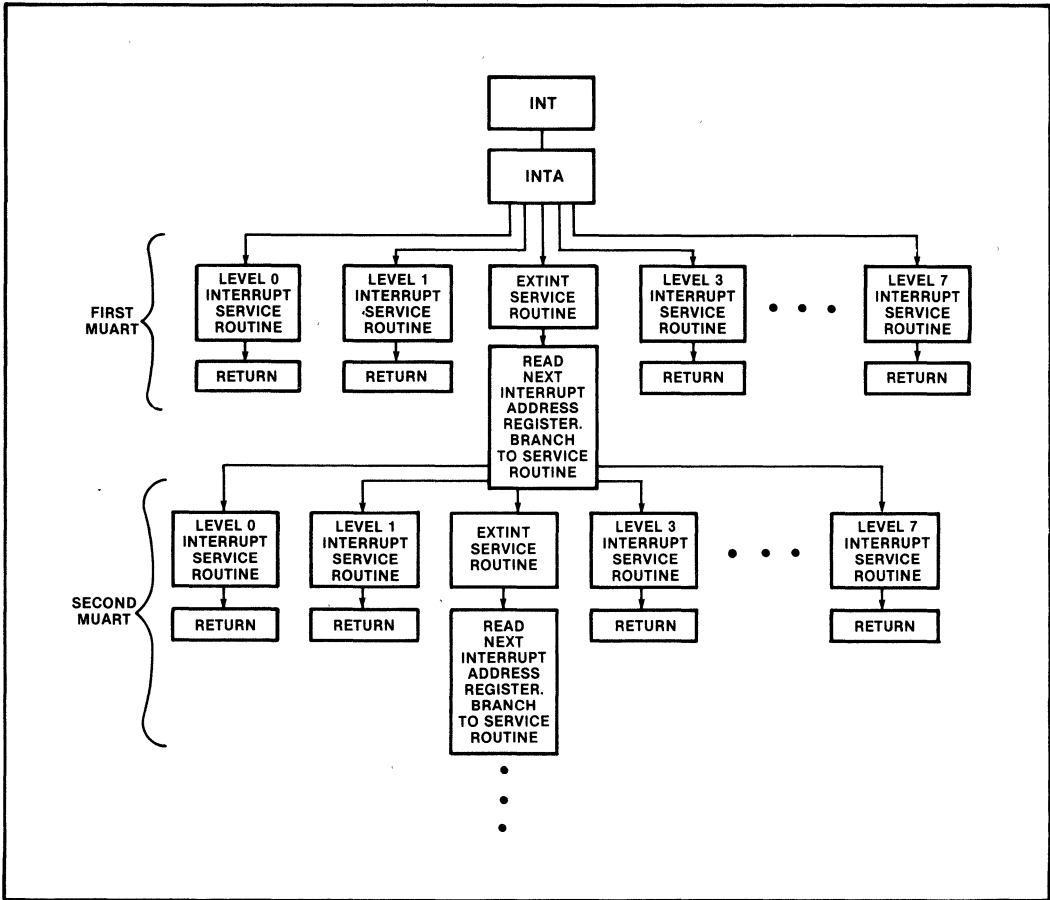 INT
INTA
FIRST
MUART
LEVEL 0
INTERRUPT
SERVICE
ROUTINE
RETURN
LEVEL 1
INTERRUPT
SERVICE
ROUTINE
RETURN
EXTINT
SERVICE
ROUTINE
READ
NEXT
INTERRUPT
ADDRESS
REGISTER.
BRANCH
TO SERVICE
ROUTINE
LEVEL 3
INTERRUPT
SERVICE
ROUTINE
RETURN
LEVEL 7
INTERRUPT
SERVICE
ROUTINE
RETURN
SECOND
MUART
LEVEL 0
INTERRUPT
SERVICE
ROUTINE
RETURN
LEVEL 1
INTERRUPT
SERVICE
ROUTINE
RETURN
EXTINT
SERVICE
ROUTINE
READ
NEXT
INTERRUPT
ADDRESS
REGISTER.
BRANCH
TO SERVICE
ROUTINE
LEVEL 3
INTERRUPT
SERVICE
ROUTINE
RETURN
LEVEL 7
INTERRUPT
SERVICE
ROUTINE
RETURN